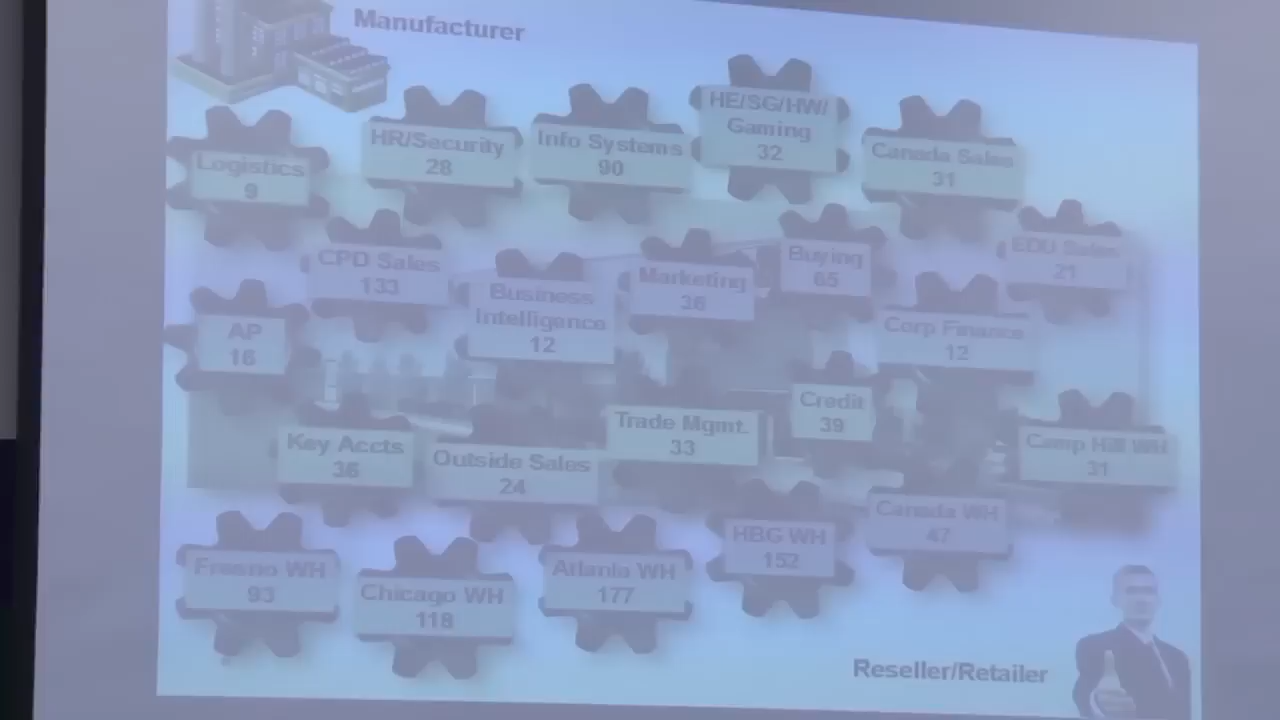 Manufacturer
HE/SG/HW/
Gaming
32
HR/Security
28
Info Systems
90
Canada Sales
31
Logistics
9
CPD Sales
133
Business
Intelligence
12
Marketing
36
Buying
65
EDU Sales
21
AP
16
Corp Finance
12
Key Accts
36
Outside Sales
24
Trade Mgmt.
33
Credit
39
Camp Hill WH
31
Fresno WH
93
Chicago WH
118
Atlanta WH
177
HBG WH
152
Canada WH
47
Reseller/Retailer